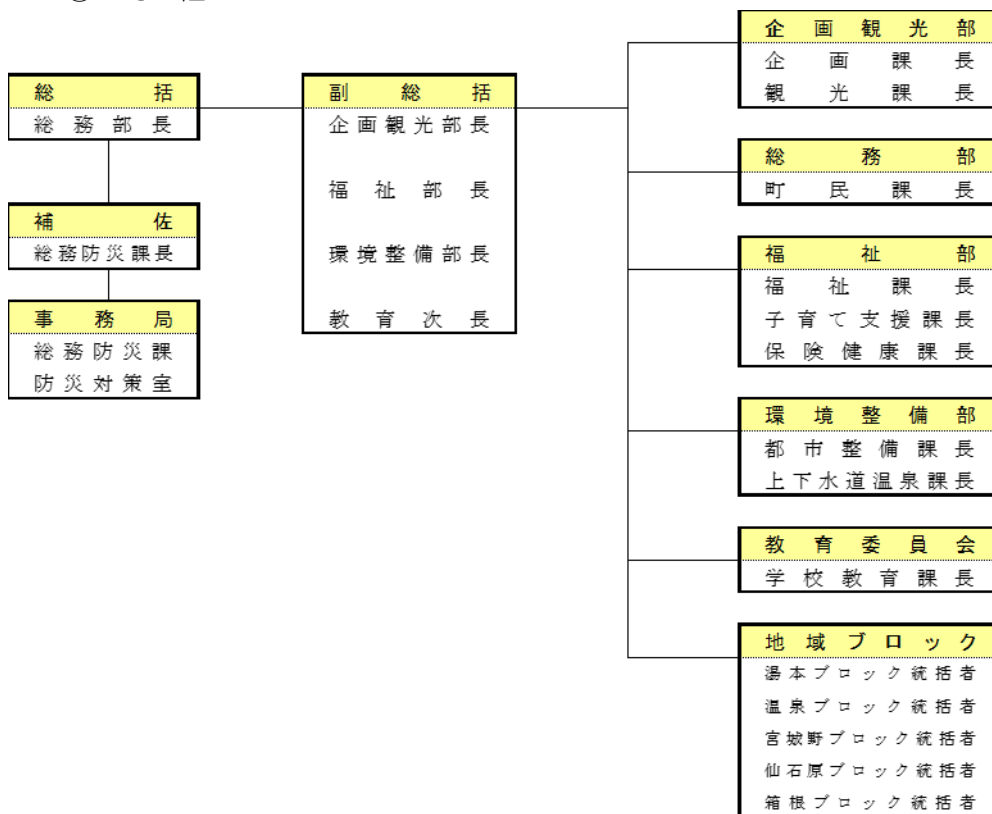 総括
総務部長
補佐
総務防災課長
事務局
総務防災課
防災対策室
副総括
企画観光部長
福祉部長
環境整備部長
教育次長
企画観光部
企画課長
観光課長
総務部
町民課長
福祉部
福祉課長
子育て支援課長
保険健康課長
環境整備部
都市整備課長
上下水道温泉課長
教育委員会
学校教育課長
地域ブロック
湯本ブロック統括者
温泉ブロック統括者
宮城野ブロック統括者
仙石原ブロック統括者
箱根ブロック統括者